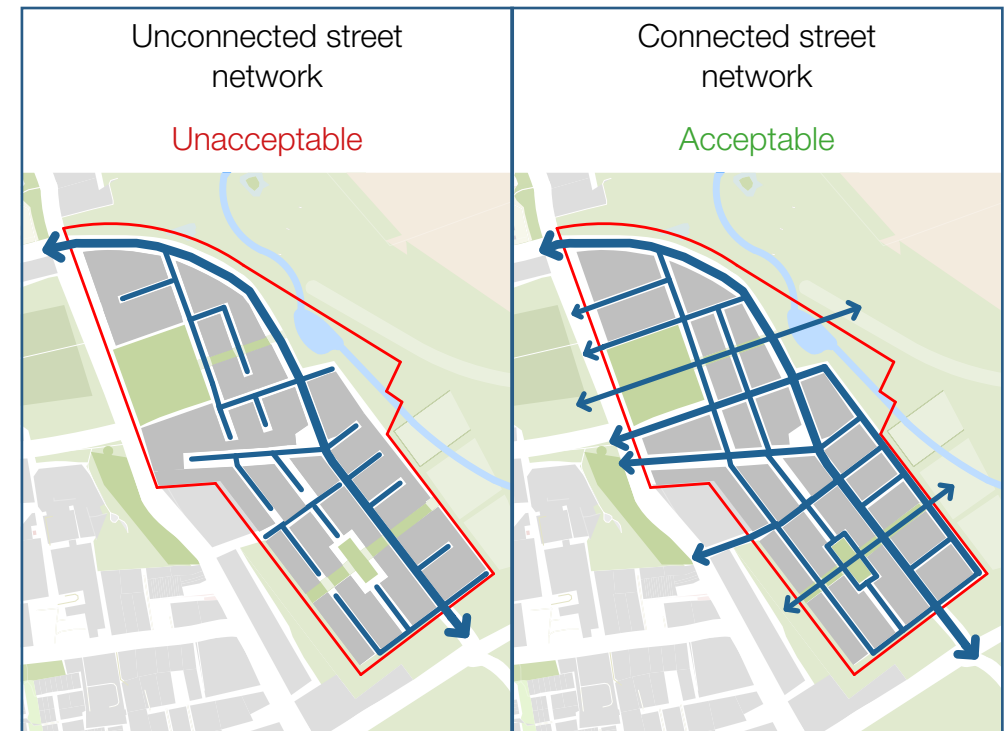 Unconnected street
network
Unacceptable
Connected street
network
Acceptable